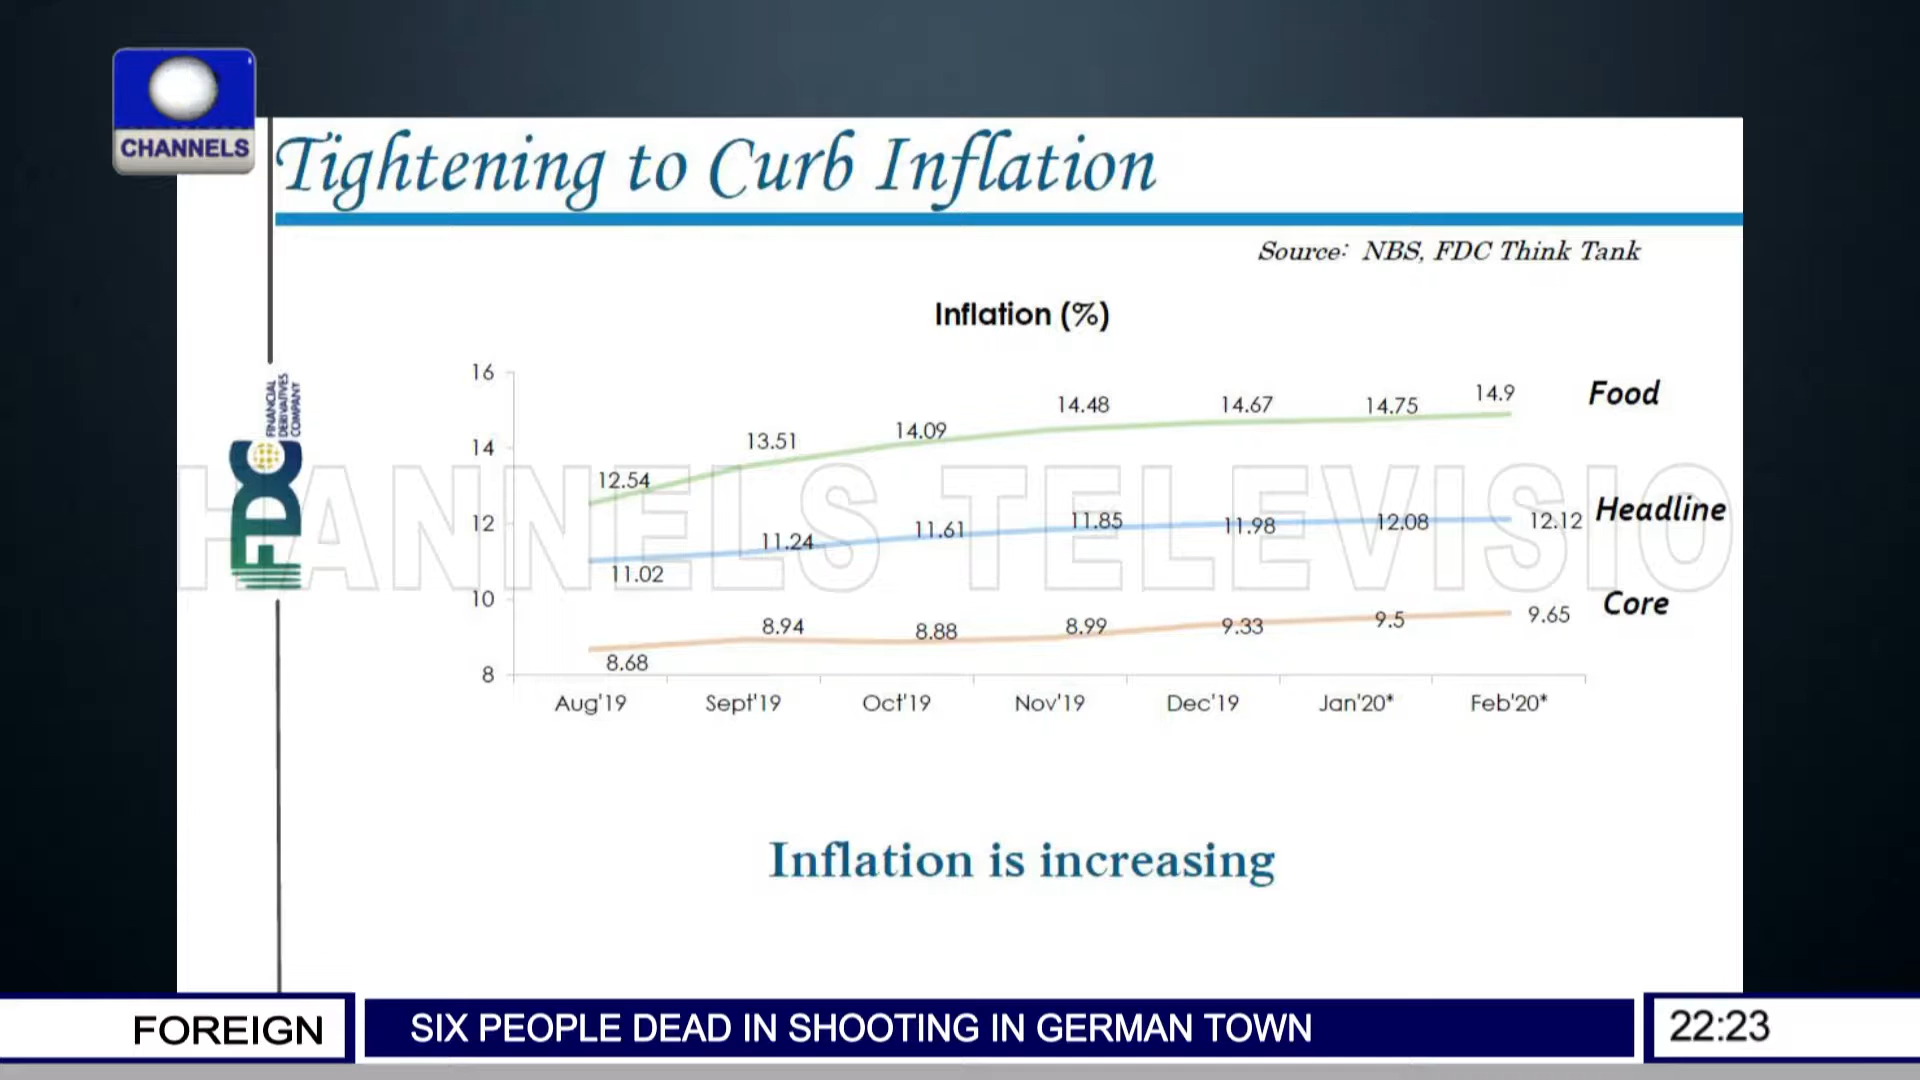 CHANNELS
Tightening to Curb Inflation
Source: NBS, FDC Think Tank
Inflation (%)
16
14
12
10
8
12.54
13.51
14.09
14.48
14.67
14.75
14.9
Food
11.02
11.24
11.61
11.85
11.98
12.08
12.12
Headline
8.68
8.94
8.88
8.99
9.33
9.5
9.65
Core
Aug'19
Sept'19
Oct'19
Nov'19
Dec'19
Jan'20*
Feb'20*
FDC
FINANCIAL
DERIVATIVES
COMPANY
HANNELS TELEVISIO
Inflation is increasing
FOREIGN
SIX PEOPLE DEAD IN SHOOTING IN GERMAN TOWN
22:23